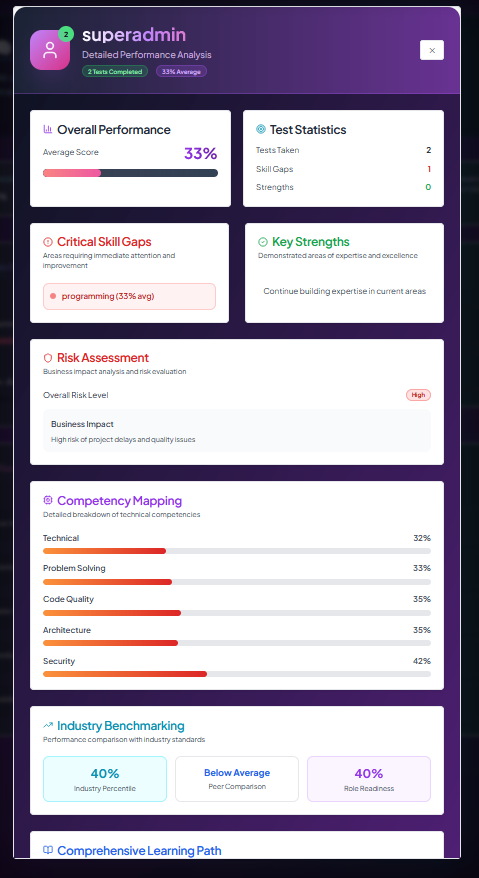 2
superadmin
Detailed Performance Analysis
2 Tests Completed
33% Average
Overall Performance
Average Score
33%
Test Statistics
Tests Taken
2
Skill Gaps
1
Strengths
0
Critical Skill Gaps
Areas requiring immediate attention and
improvement
programming (33% avg)
Key Strengths
Demonstrated areas of expertise and excellence
Continue building expertise in current areas
Risk Assessment
Business impact analysis and risk evaluation
Overall Risk Level
High
Business Impact
High risk of project delays and quality issues
Competency Mapping
Detailed breakdown of technical competencies
Technical
32%
Problem Solving
33%
Code Quality
35%
Architecture
35%
Security
42%
Industry Benchmarking
Performance comparison with industry standards
40%
Industry Percentile
Below Average
Peer Comparison
40%
Role Readiness
Comprehensive Learning Path